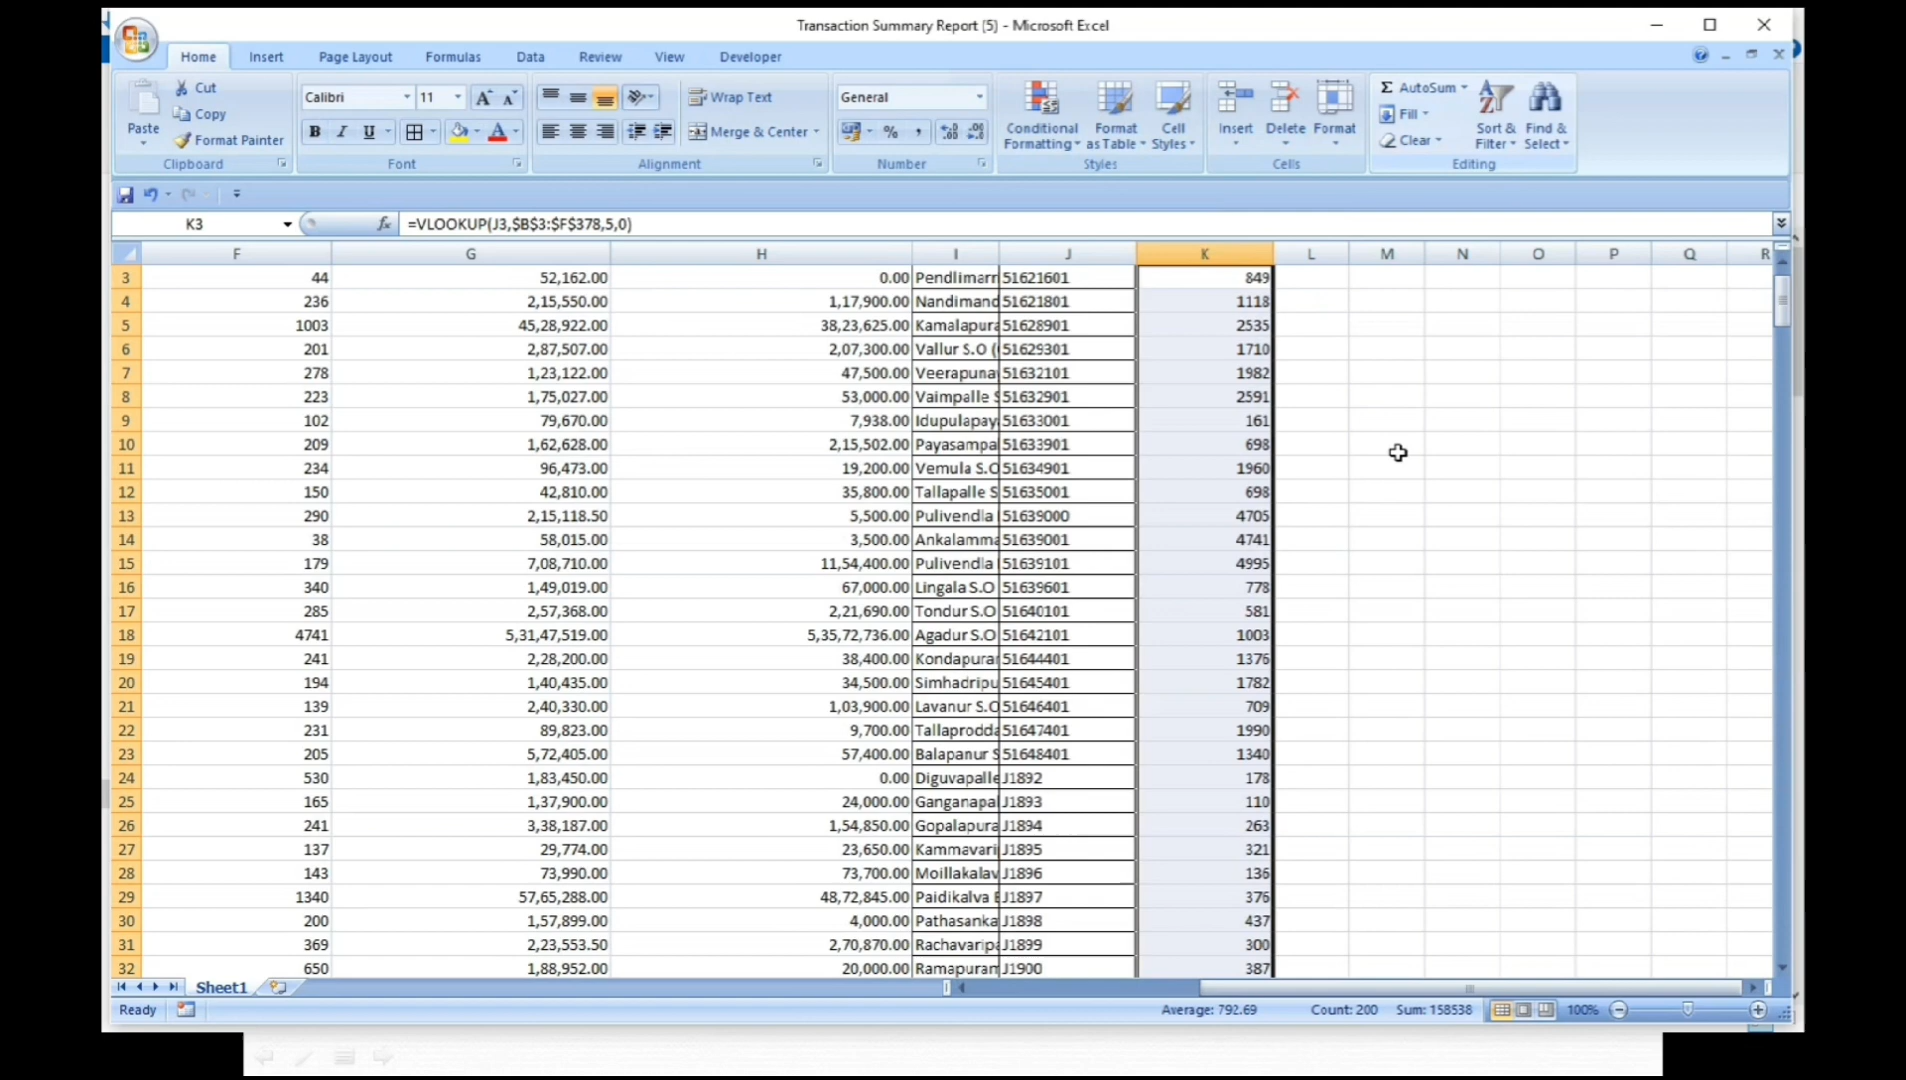 Transaction Summary Report (5) - Microsoft Excel
Home Insert Page Layout Formulas Data Review View Developer
Paste
Cut
Copy
Format Painter
Clipboard
Calibri 11
B I U
Font
Wrap Text
Merge & Center
Alignment
General
%
Number
Conditional Formatting
Format as Table
Cell Styles
Styles
Insert Delete Format
Cells
Σ AutoSum
Fill
Clear
Sort & Filter
Find & Select
Editing
K3 fx =VLOOKUP(J3,$B$3:$F$378,5,0)
F G H I J K L M N O P Q R
3 44 52,162.00 0.00 Pendlimarr 51621601 849
4 236 2,15,550.00 1,17,900.00 Nandimand 51621801 1118
5 1003 45,28,922.00 38,23,625.00 Kamalapura 51628901 2535
6 201 2,87,507.00 2,07,300.00 Vallur S.O ( 51629301 1710
7 278 1,23,122.00 47,500.00 Veerapuna 51632101 1982
8 223 1,75,027.00 53,000.00 Vaimpalle S 51632901 2591
9 102 79,670.00 7,938.00 Idupulapay 51633001 161
10 209 1,62,628.00 2,15,502.00 Payasampa 51633901 698
11 234 96,473.00 19,200.00 Vemula S.O 51634901 1960
12 150 42,810.00 35,800.00 Tallapalle S 51635001 698
13 290 2,15,118.50 5,500.00 Pulivendla 51639000 4705
14 38 58,015.00 3,500.00 Ankalamma 51639001 4741
15 179 7,08,710.00 11,54,400.00 Pulivendla 51639101 4995
16 340 1,49,019.00 67,000.00 Lingala S.O 51639601 778
17 285 2,57,368.00 2,21,690.00 Tondur S.O 51640101 581
18 4741 5,31,47,519.00 5,35,72,736.00 Agadur S.O 51642101 1003
19 241 2,28,200.00 38,400.00 Kondapuram 51644401 1376
20 194 1,40,435.00 34,500.00 Simhadripu 51645401 1782
21 139 2,40,330.00 1,03,900.00 Lavanur S.O 51646401 709
22 231 89,823.00 9,700.00 Tallaprodda 51647401 1990
23 205 5,72,405.00 57,400.00 Balapanur S 51648401 1340
24 530 1,83,450.00 0.00 Diguvapalle J1892 178
25 165 1,37,900.00 24,000.00 Ganganapal J1893 110
26 241 3,38,187.00 1,54,850.00 Gopalapura J1894 263
27 137 29,774.00 23,650.00 Kammavari J1895 321
28 143 73,990.00 73,700.00 Moillakalav J1896 136
29 1340 57,65,288.00 48,72,845.00 Paidikalva B J1897 376
30 200 1,57,899.00 4,000.00 Pathasanka J1898 437
31 369 2,23,553.50 2,70,870.00 Rachavaripa J1899 300
32 650 1,88,952.00 20,000.00 Ramapuram J1900 387
Sheet1
Ready Average: 792.69 Count: 200 Sum: 158538 100%